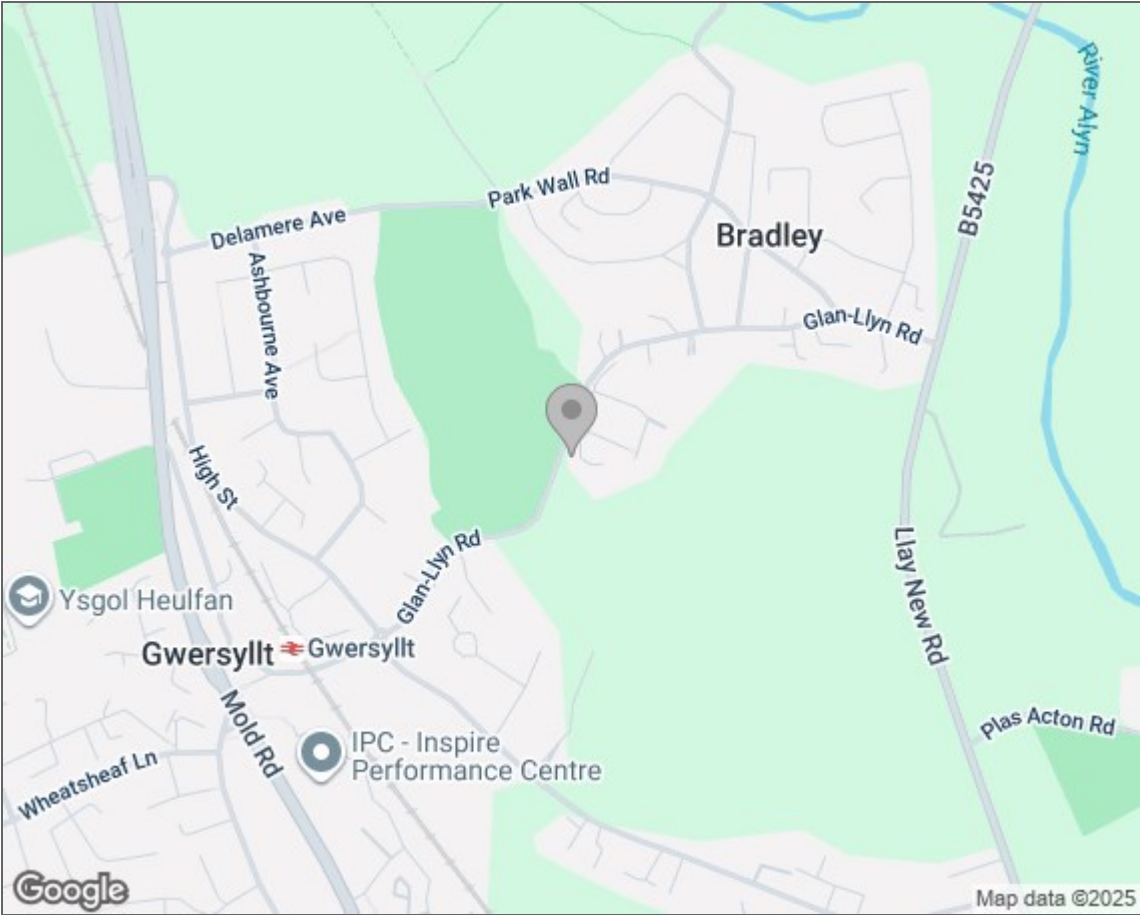 River Alyn
B5425
Park Wall Rd
Delamere Ave
Bradley
Ashbourne Ave
Glan-Llyn Rd
High St
Llay New Rd
Glan-Llyn Rd
Ysgol Heulfan
Gwersyllt
Gwersyllt
Mold Rd
Plas Acton Rd
IPC - Inspire
Performance Centre
Wheatsheaf Ln
Google
Map data ©2025